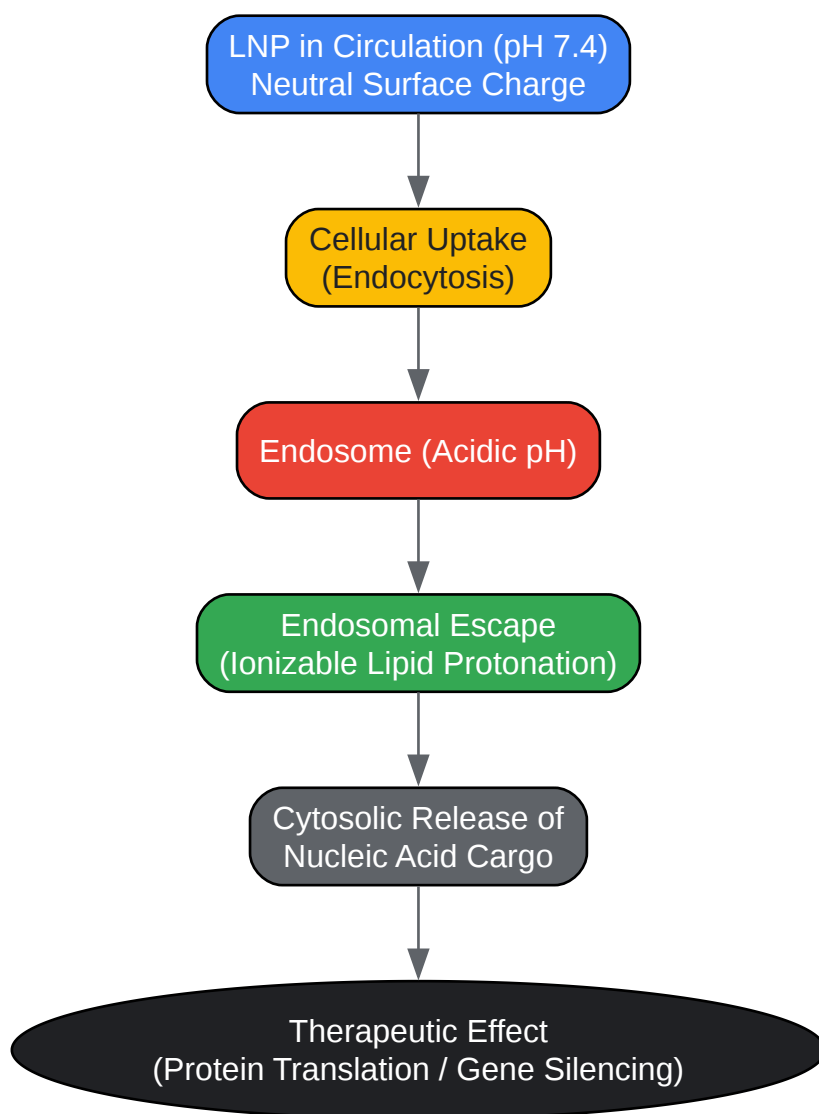 LNP in Circulation (pH 7.4)
Neutral Surface Charge
Cellular Uptake
(Endocytosis)
Endosome (Acidic pH)
Endosomal Escape
(Ionizable Lipid Protonation)
Cytosolic Release of
Nucleic Acid Cargo
Therapeutic Effect
(Protein Translation / Gene Silencing)